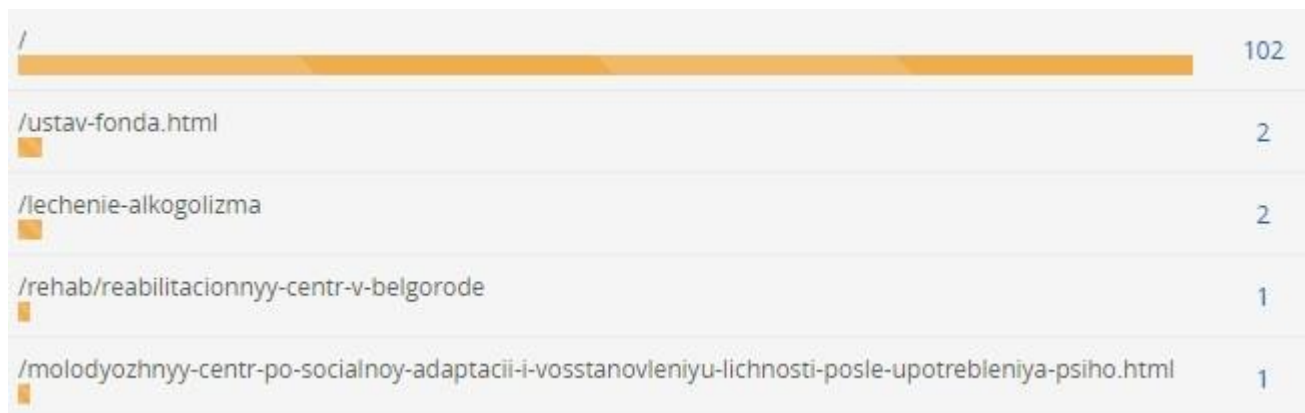 /
102
/ustav-fonda.html
2
/lechenie-alkogolizma
2
/rehab/reabilitacionnyy-centr-v-belgorode
1
/molodyozhnyy-centr-po-socialnoy-adaptacii-i-vosstanovleniyu-lichnosti-posle-upotrebleniya-psiho.html
1